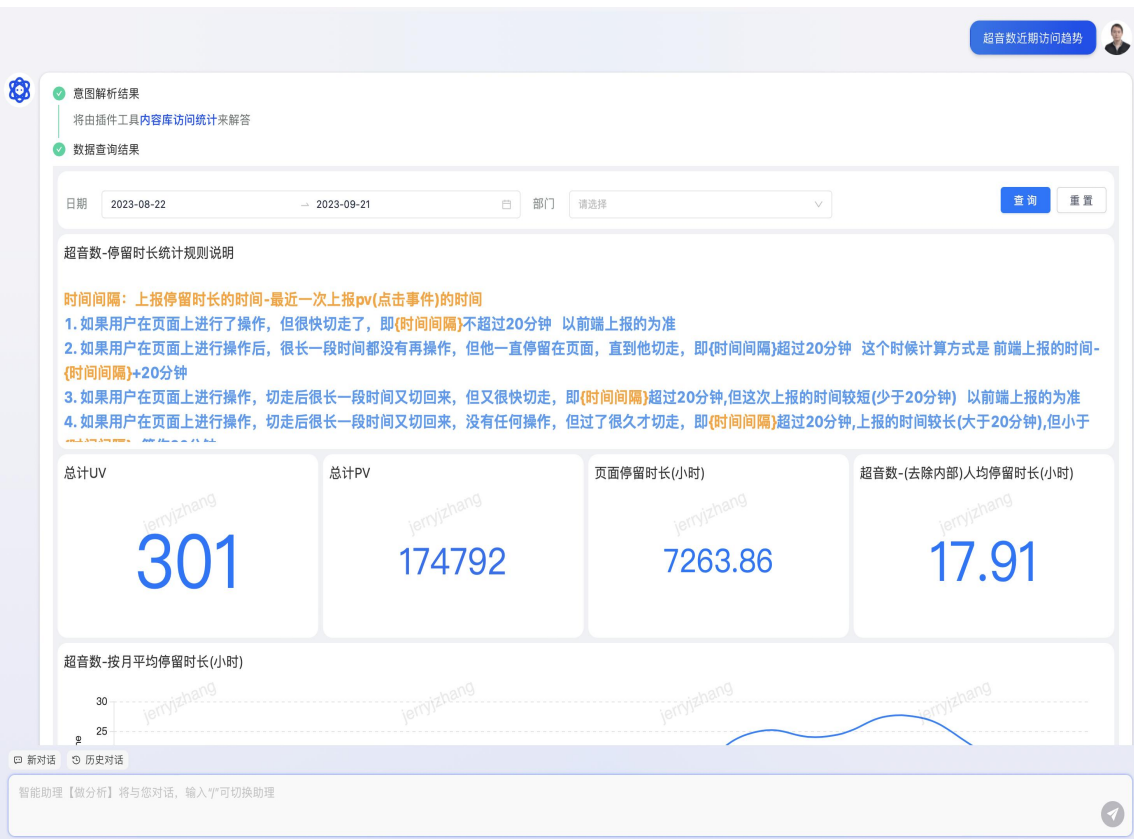 超音数近期访问趋势
意图解析结果
将由插件工具内容库访问统计来解答
数据查询结果
日期 2023-08-22 → 2023-09-21 部门 请选择 查 询 重 置
超音数-停留时长统计规则说明
时间间隔：上报停留时长的时间-最近一次上报pv(点击事件)的时间
1. 如果用户在页面上进行了操作，但很快切走了，即{时间间隔}不超过20分钟 以前端上报的为准
2. 如果用户在页面上进行操作后，很长一段时间都没有再操作，但他一直停留在页面，直到他切走，即{时间间隔}超过20分钟 这个时候计算方式是 前端上报的时间-
{时间间隔}+20分钟
3. 如果用户在页面上进行操作，切走后很长一段时间又切回来，但又很快切走，即{时间间隔}超过20分钟,但这次上报的时间较短(少于20分钟) 以前端上报的为准
4. 如果用户在页面上进行操作，切走后很长一段时间又切回来，没有任何操作，但过了很久才切走，即{时间间隔}超过20分钟,上报的时间较长(大于20分钟),但小于
总计UV 总计PV 页面停留时长(小时) 超音数-(去除内部)人均停留时长(小时)
jerryjzhang jerryjzhang jerryjzhang jerryjzhang
301 174792 7263.86 17.91
超音数-按月平均停留时长(小时)
jerryjzhang jerryjzhang jerryjzhang jerryjzhang
30
25
新对话 历史对话
智能助理【做分析】将与您对话，输入“/”可切换助理